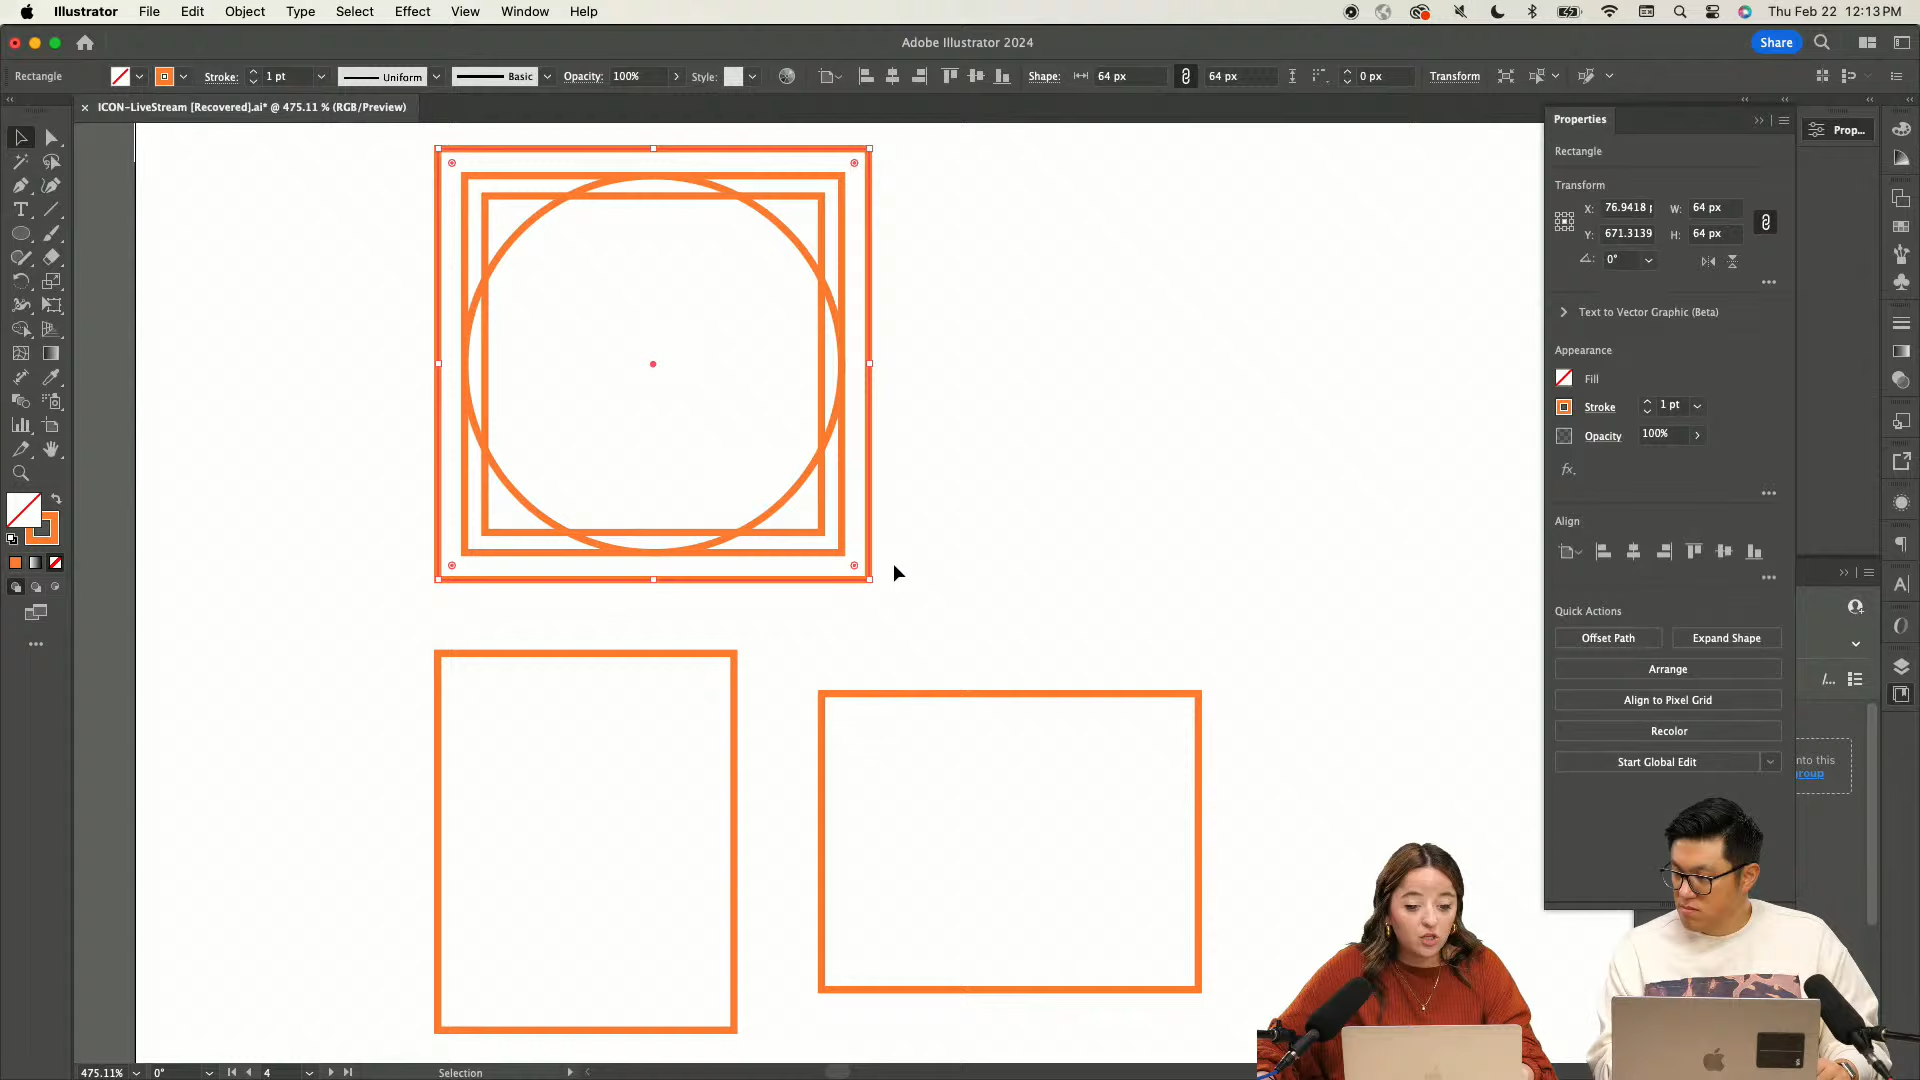 Illustrator File Edit Object Type Select Effect View Window Help Thu Feb 22 12:13 PM
Adobe Illustrator 2024 Share
Rectangle Stroke: 1 pt Uniform Basic Opacity: 100% Style: Shape: 64 px 64 px 0 px Transform
× ICON-LiveStream [Recovered].ai* @ 475.11 % (RGB/Preview)
Properties
Prop...
Rectangle
Transform
X: 76.9418 W: 64 px
Y: 671.3139 H: 64 px
0°
Text to Vector Graphic (Beta)
Appearance
Fill
Stroke 1 pt
Opacity 100%
fx.
Align
Quick Actions
Offset Path Expand Shape
Arrange
Align to Pixel Grid
Recolor
Start Global Edit
/...
nto this
group
475.11% 0° 4 Selection